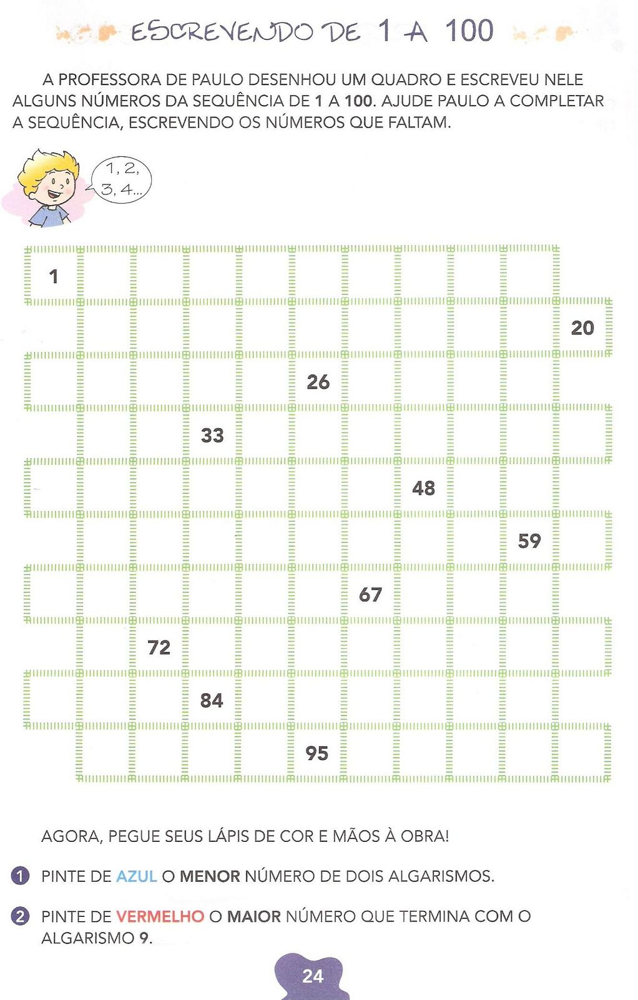 ESCREVENDO DE 1 A 100
A PROFESSORA DE PAULO DESENHOU UM QUADRO E ESCREVEU NELE
ALGUNS NÚMEROS DA SEQUÊNCIA DE 1 A 100. AJUDE PAULO A COMPLETAR
A SEQUÊNCIA, ESCREVENDO OS NÚMEROS QUE FALTAM.
1, 2,
3, 4...
1
20
26
33
48
59
67
72
84
95
AGORA, PEGUE SEUS LÁPIS DE COR E MÃOS À OBRA!
1 PINTE DE AZUL O MENOR NÚMERO DE DOIS ALGARISMOS.
2 PINTE DE VERMELHO O MAIOR NÚMERO QUE TERMINA COM O
ALGARISMO 9.
24